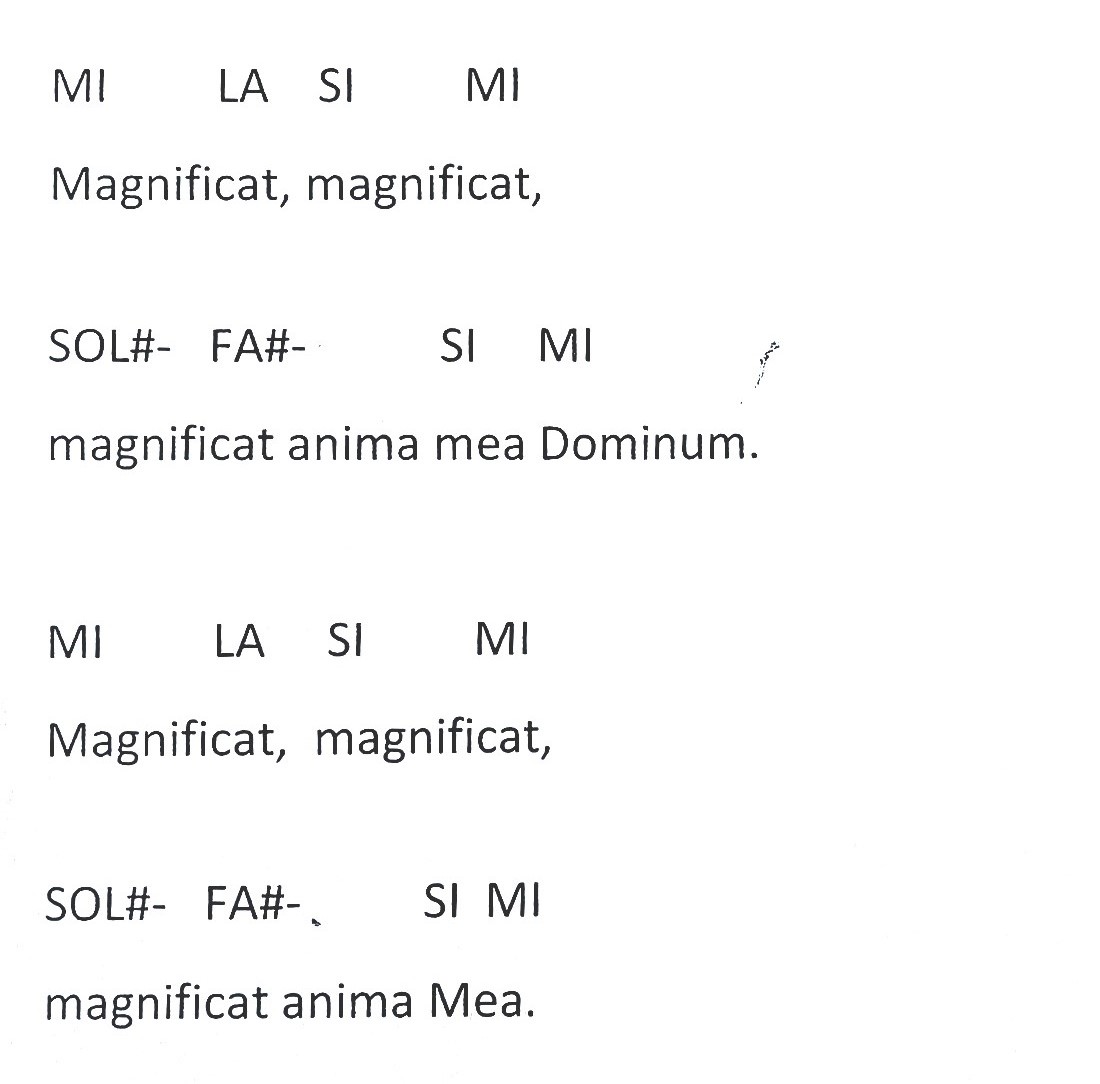 MI LA SI MI
Magnificat, magnificat,
SOL#- FA#- SI MI
magnificat anima mea Dominum.
MI LA SI MI
Magnificat, magnificat,
SOL#- FA#- SI MI
magnificat anima Mea.